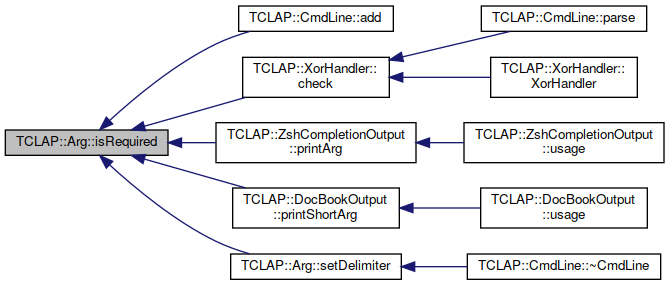 TCLAP::CmdLine::add
TCLAP::CmdLine::parse
TCLAP::XorHandler::
check
TCLAP::XorHandler::
XorHandler
TCLAP::Arg::isRequired
TCLAP::ZshCompletionOutput
::printArg
TCLAP::ZshCompletionOutput
::usage
TCLAP::DocBookOutput
::printShortArg
TCLAP::DocBookOutput
::usage
TCLAP::Arg::setDelimiter
TCLAP::CmdLine::~CmdLine